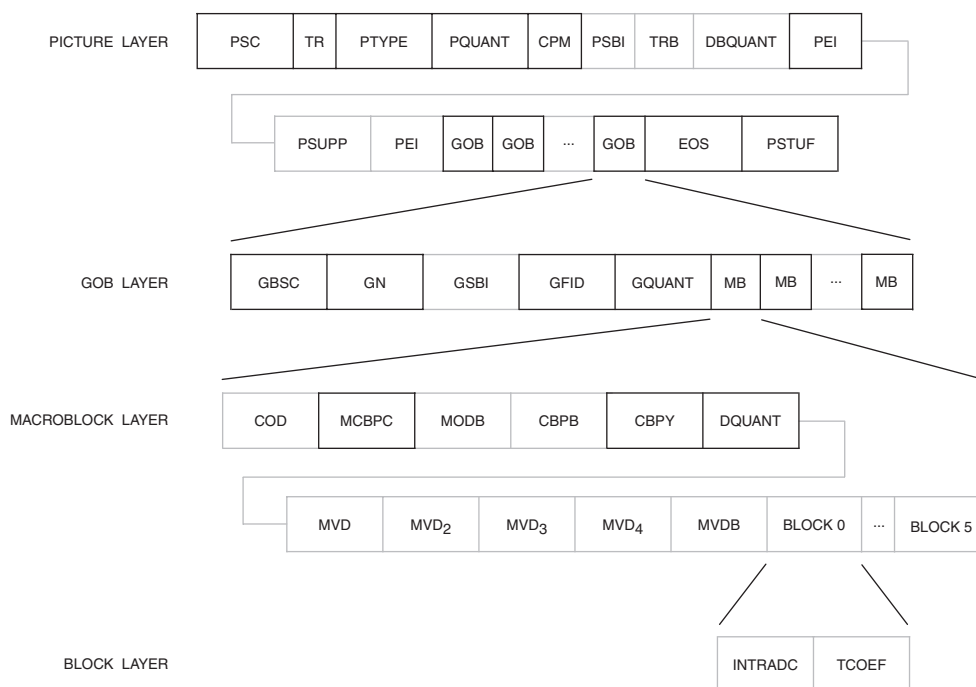 PICTURE LAYER PSC TR PTYPE PQUANT CPM PSBI TRB DBQUANT PEI
PSUPP PEI GOB GOB ... GOB EOS PSTUF
GOB LAYER GBSC GN GSBI GFID GQUANT MB MB ... MB
MACROBLOCK LAYER COD MCBPC MODB CBPB CBPY DQUANT
MVD MVD2 MVD3 MVD4 MVDB BLOCK 0 ... BLOCK 5
BLOCK LAYER INTRADC TCOEF